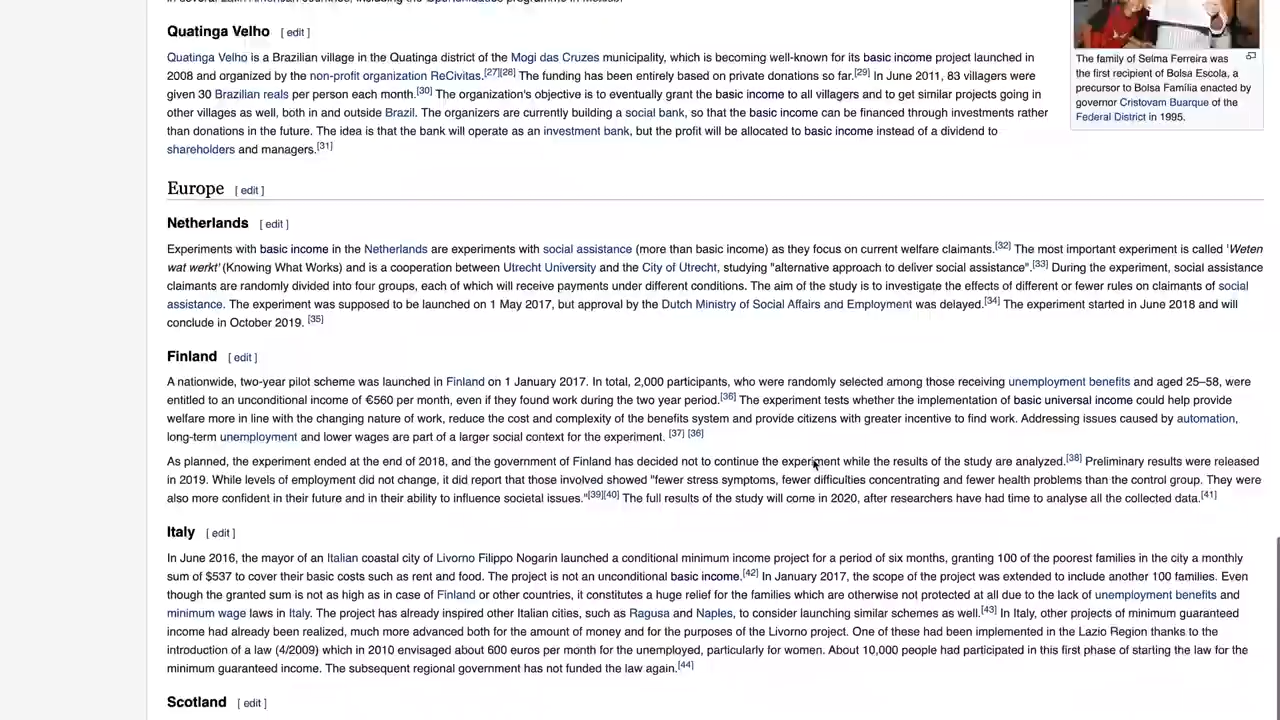 Quatinga Velho [ edit ]
Quatinga Velho is a Brazilian village in the Quatinga district of the Mogi das Cruzes municipality, which is becoming well-known for its basic income project launched in
2008 and organized by the non-profit organization ReCivitas.[27][28] The funding has been entirely based on private donations so far.[29] In June 2011, 83 villagers were
given 30 Brazilian reals per person each month.[30] The organization's objective is to eventually grant the basic income to all villagers and to get similar projects going in
other villages as well, both in and outside Brazil. The organizers are currently building a social bank, so that the basic income can be financed through investments rather
than donations in the future. The idea is that the bank will operate as an investment bank, but the profit will be allocated to basic income instead of a dividend to
shareholders and managers.[31]
The family of Selma Ferreira was
the first recipient of Bolsa Escola, a
precursor to Bolsa Família enacted by
governor Cristovam Buarque of the
Federal District in 1995.
Europe [ edit ]
Netherlands [ edit ]
Experiments with basic income in the Netherlands are experiments with social assistance (more than basic income) as they focus on current welfare claimants.[32] The most important experiment is called 'Weten
wat werkt' (Knowing What Works) and is a cooperation between Utrecht University and the City of Utrecht, studying "alternative approach to deliver social assistance".[33] During the experiment, social assistance
claimants are randomly divided into four groups, each of which will receive payments under different conditions. The aim of the study is to investigate the effects of different or fewer rules on claimants of social
assistance. The experiment was supposed to be launched on 1 May 2017, but approval by the Dutch Ministry of Social Affairs and Employment was delayed.[34] The experiment started in June 2018 and will
conclude in October 2019. [35]
Finland [ edit ]
A nationwide, two-year pilot scheme was launched in Finland on 1 January 2017. In total, 2,000 participants, who were randomly selected among those receiving unemployment benefits and aged 25–58, were
entitled to an unconditional income of €560 per month, even if they found work during the two year period.[36] The experiment tests whether the implementation of basic universal income could help provide
welfare more in line with the changing nature of work, reduce the cost and complexity of the benefits system and provide citizens with greater incentive to find work. Addressing issues caused by automation,
long-term unemployment and lower wages are part of a larger social context for the experiment. [37] [36]
As planned, the experiment ended at the end of 2018, and the government of Finland has decided not to continue the experiment while the results of the study are analyzed.[38] Preliminary results were released
in 2019. While levels of employment did not change, it did report that those involved showed "fewer stress symptoms, fewer difficulties concentrating and fewer health problems than the control group. They were
also more confident in their future and in their ability to influence societal issues."[39][40] The full results of the study will come in 2020, after researchers have had time to analyse all the collected data.[41]
Italy [ edit ]
In June 2016, the mayor of an Italian coastal city of Livorno Filippo Nogarin launched a conditional minimum income project for a period of six months, granting 100 of the poorest families in the city a monthly
sum of $537 to cover their basic costs such as rent and food. The project is not an unconditional basic income.[42] In January 2017, the scope of the project was extended to include another 100 families. Even
though the granted sum is not as high as in case of Finland or other countries, it constitutes a huge relief for the families which are otherwise not protected at all due to the lack of unemployment benefits and
minimum wage laws in Italy. The project has already inspired other Italian cities, such as Ragusa and Naples, to consider launching similar schemes as well.[43] In Italy, other projects of minimum guaranteed
income had already been realized, much more advanced both for the amount of money and for the purposes of the Livorno project. One of these had been implemented in the Lazio Region thanks to the
introduction of a law (4/2009) which in 2010 envisaged about 600 euros per month for the unemployed, particularly for women. About 10,000 people had participated in this first phase of starting the law for the
minimum guaranteed income. The subsequent regional government has not funded the law again.[44]
Scotland [ edit ]